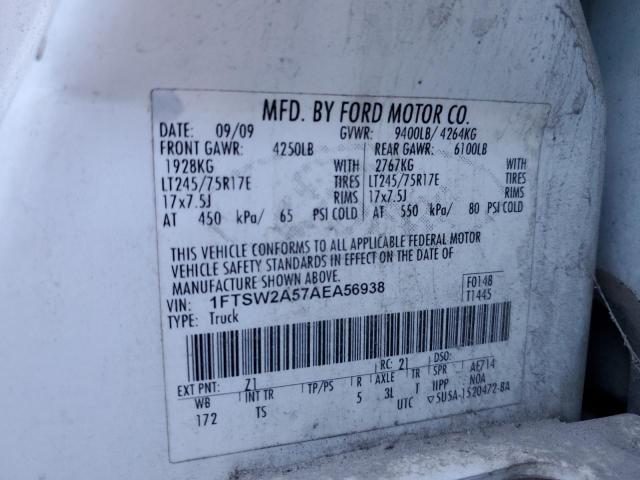 MFD. BY FORD MOTOR CO.
DATE: 09/09 GVWR: 9400LB/ 4264KG
FRONT GAWR: 4250LB REAR GAWR: 6100LB
1928KG WITH 2767KG WITH
LT245/75R17E TIRES LT245/75R17E TIRES
17x7.5J RIMS 17x7.5J RIMS
AT 450 kPa/ 65 PSI COLD AT 550 kPa/ 80 PSI COLD
THIS VEHICLE CONFORMS TO ALL APPLICABLE FEDERAL MOTOR
VEHICLE SAFETY STANDARDS IN EFFECT ON THE DATE OF
MANUFACTURE SHOWN ABOVE.
VIN: 1FTSW2A57AEA56938 F0148
TYPE: Truck T1445
EXT PNT: Z1 RC: 21 DSO:
WB INT TR TP/PS R AXLE TR SPR AE714
172 TS 5 3L T IIPP N0A
UTC ▽5U5A-1520472-BA